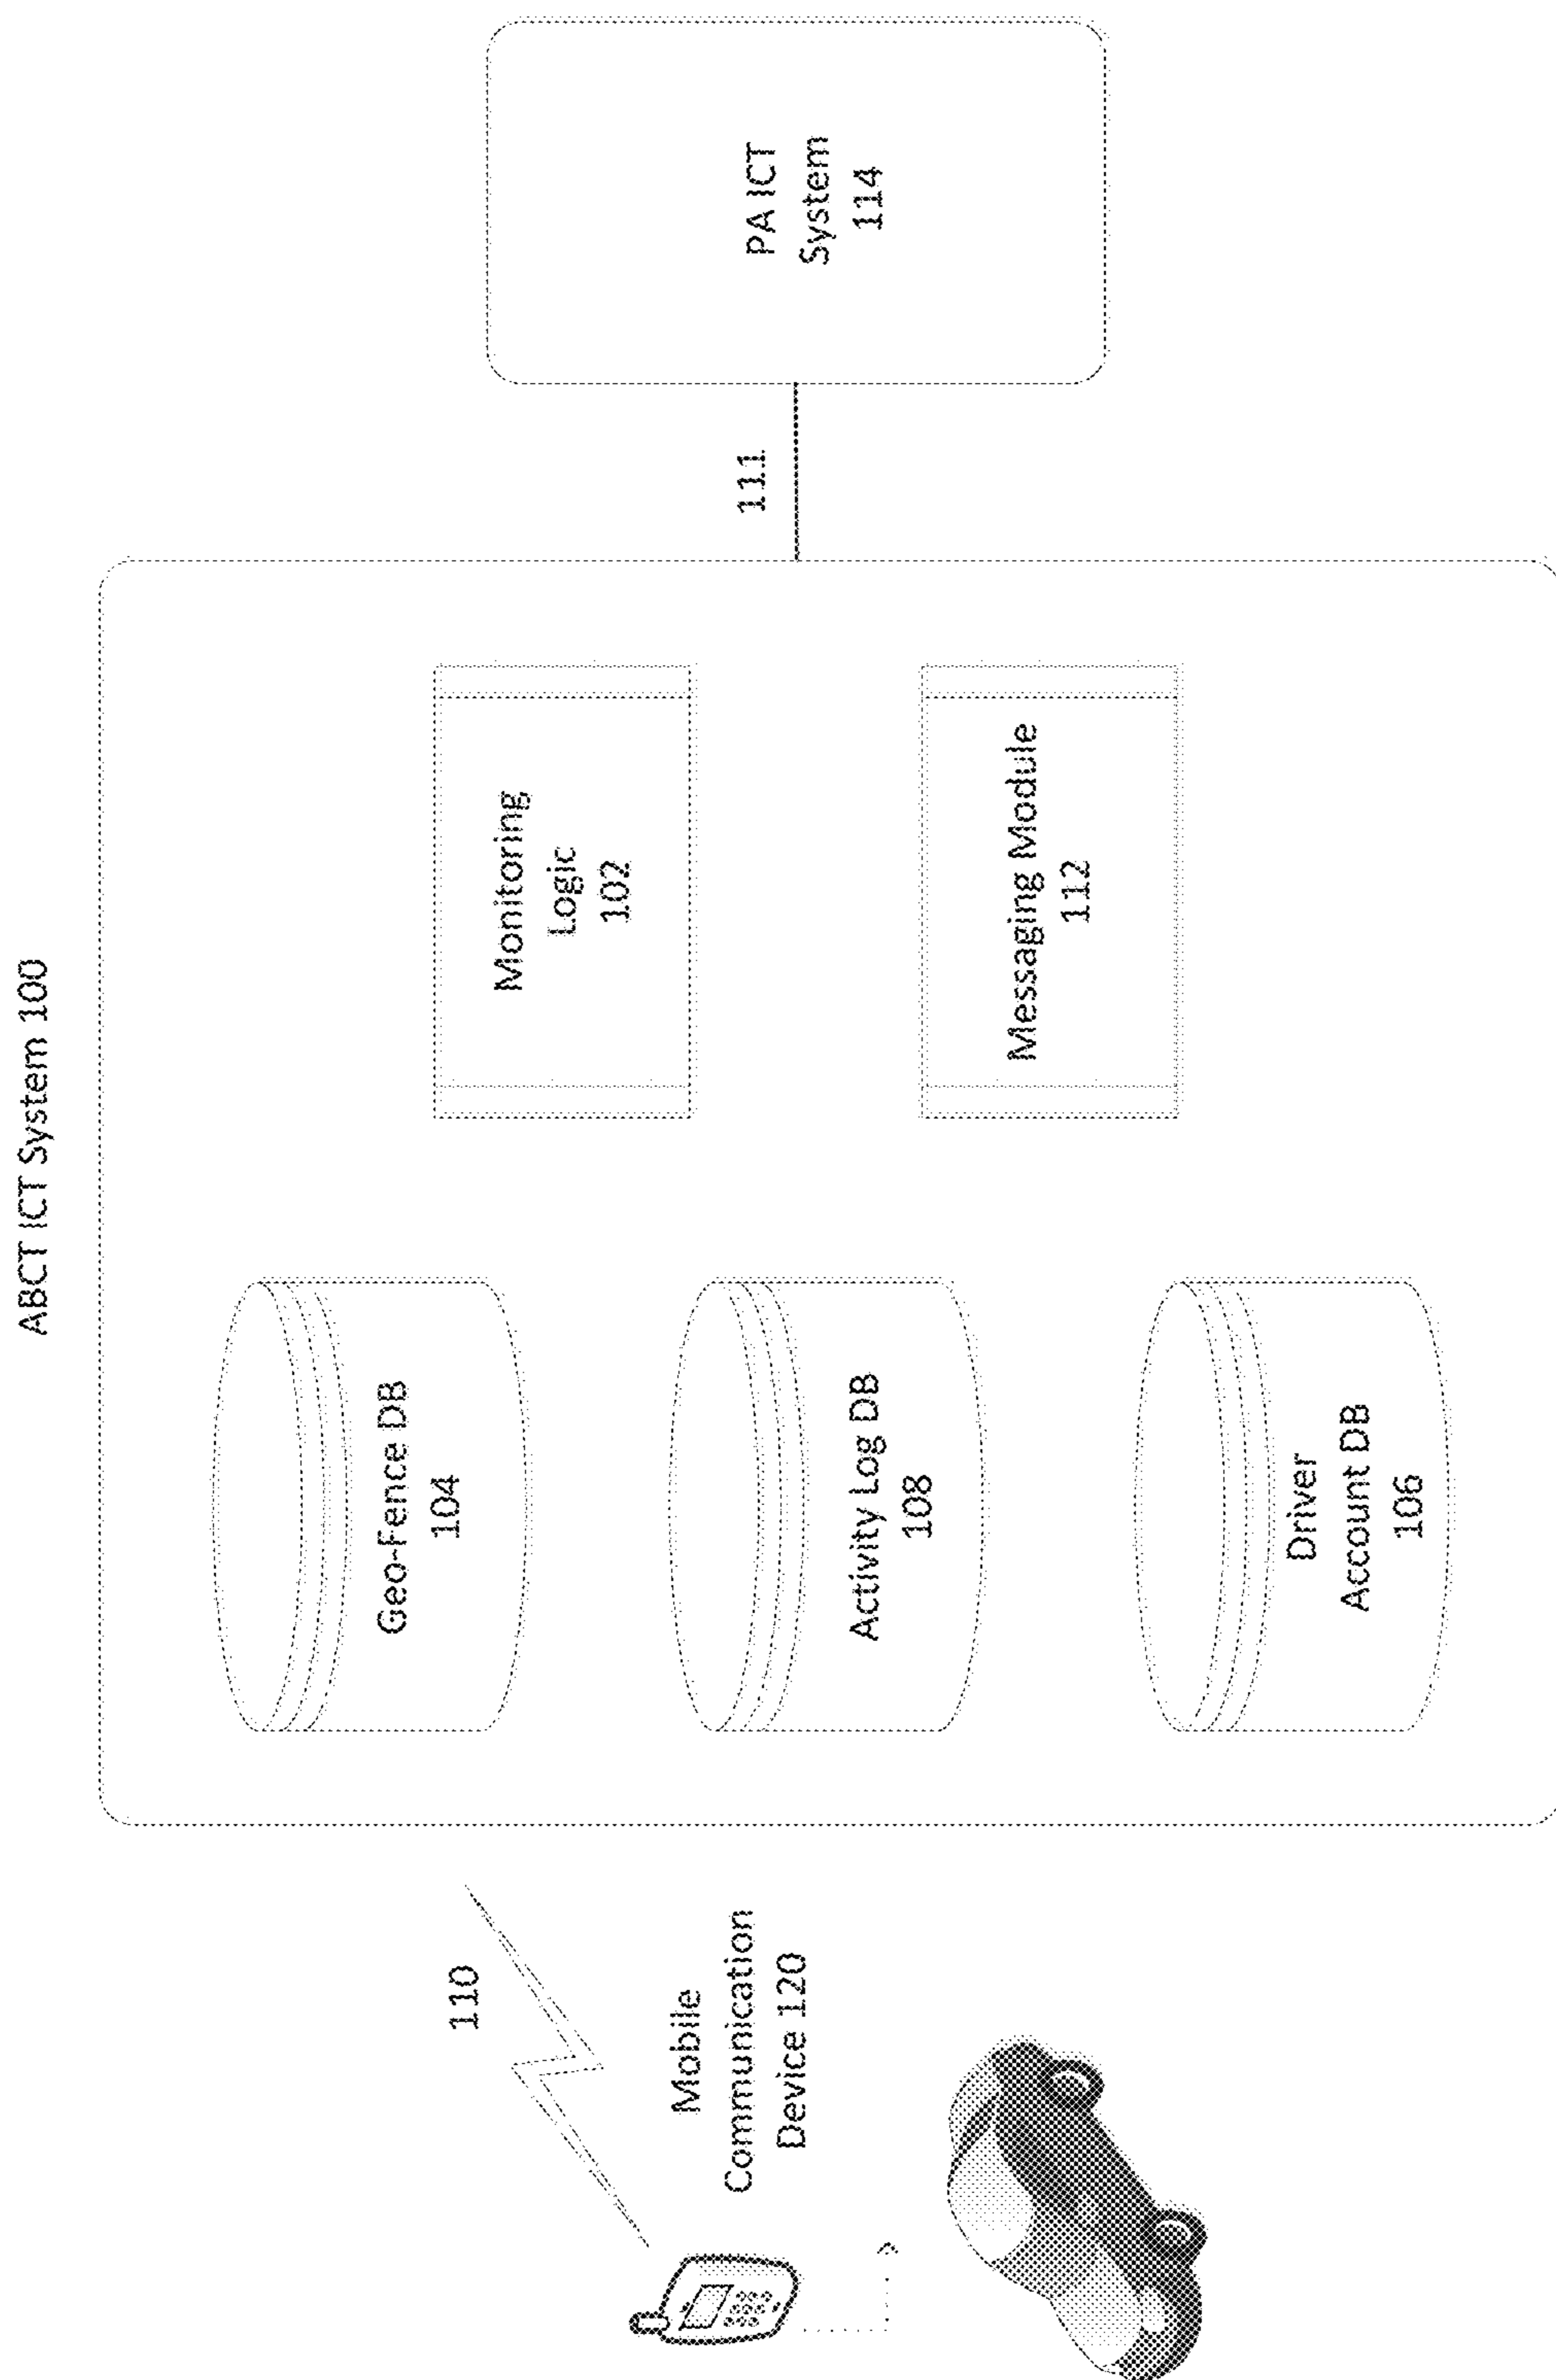 ABCT ICT System 100
110
Mobile
Communication
Device 120
Geo-Fence DB
104
Activity Log DB
108
Driver
Account DB
106
Monitoring
Logic
102
Messaging Module
112
111
PA ICT
System
114